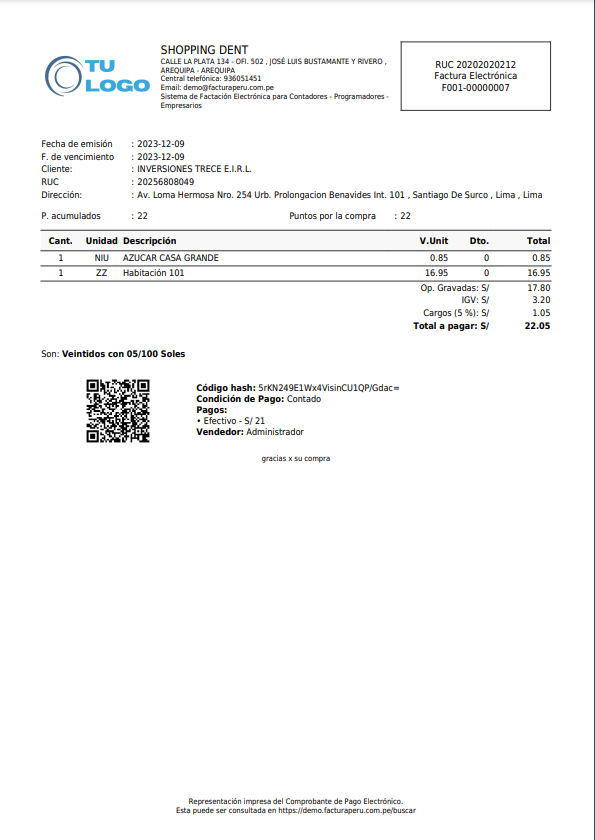 TU
LOGO
SHOPPING DENT
CALLE LA PLATA 134 - OFI. 502 , JOSÉ LUIS BUSTAMANTE Y RIVERO ,
AREQUIPA - AREQUIPA
Central telefónica: 936051451
Email: demo@facturaperu.com.pe
Sistema de Factación Electrónica para Contadores - Programadores -
Empresarios
RUC 20202020212
Factura Electrónica
F001-00000007
Fecha de emisión : 2023-12-09
F. de vencimiento : 2023-12-09
Cliente: : INVERSIONES TRECE E.I.R.L.
RUC : 20256808049
Dirección: : Av. Loma Hermosa Nro. 254 Urb. Prolongacion Benavides Int. 101 , Santiago De Surco , Lima , Lima
P. acumulados : 22 Puntos por la compra : 22
Cant. Unidad Descripción V.Unit Dto. Total
1 NIU AZUCAR CASA GRANDE 0.85 0 0.85
1 ZZ Habitación 101 16.95 0 16.95
Op. Gravadas: S/ 17.80
IGV: S/ 3.20
Cargos (5 %): S/ 1.05
Total a pagar: S/ 22.05
Son: Veintidos con 05/100 Soles
Código hash: 5rKN249E1Wx4VisinCU1QP/Gdac=
Condición de Pago: Contado
Pagos:
• Efectivo - S/ 21
Vendedor: Administrador
gracias x su compra
Representación impresa del Comprobante de Pago Electrónico.
Esta puede ser consultada en https://demo.facturaperu.com.pe/buscar